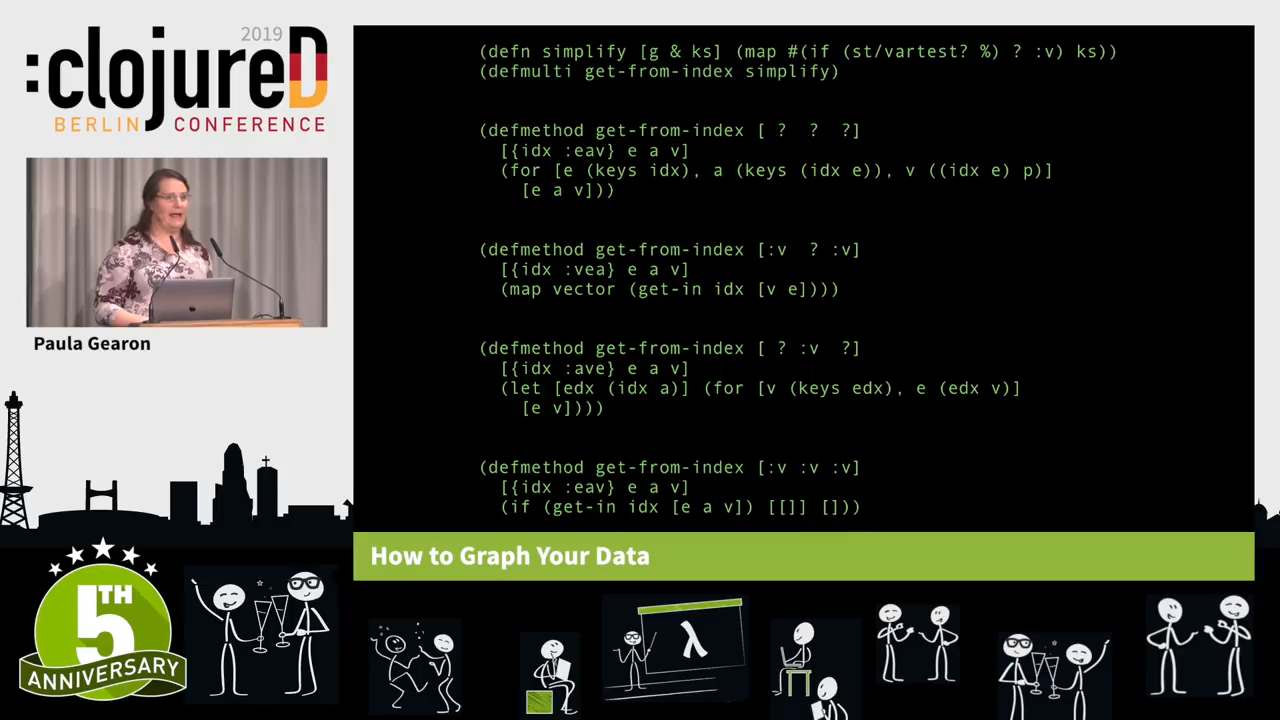 2019
:clojureD
BERLIN CONFERENCE
Paula Gearon
(defn simplify [g & ks] (map #(if (st/vartest? %) ? :v) ks))
(defmulti get-from-index simplify)
(defmethod get-from-index [ ? ? ?]
[{idx :eav} e a v]
(for [e (keys idx), a (keys (idx e)), v ((idx e) p)]
[e a v]))
(defmethod get-from-index [:v ? :v]
[{idx :vea} e a v]
(map vector (get-in idx [v e])))
(defmethod get-from-index [ ? :v ?]
[{idx :ave} e a v]
(let [edx (idx a)] (for [v (keys edx), e (edx v)]
[e v])))
(defmethod get-from-index [:v :v :v]
[{idx :eav} e a v]
(if (get-in idx [e a v]) [[]] []))
How to Graph Your Data
5TH
ANNIVERSARY
λ